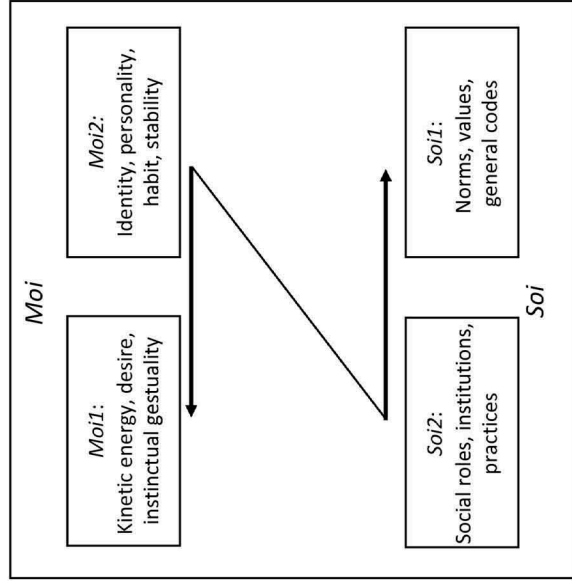 Moi
Moi1:
Kinetic energy, desire,
instinctual gestuality
Moi2:
Identity, personality,
habit, stability
Soi2:
Social roles, institutions,
practices
Soi1:
Norms, values,
general codes
Soi